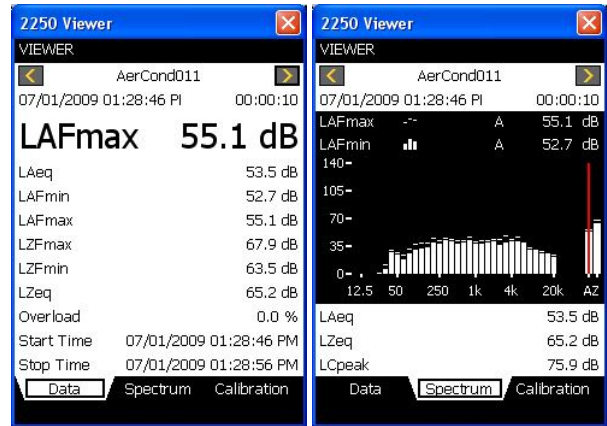 2250 Viewer
VIEWER
AerCond011
07/01/2009 01:28:46 PI 00:00:10
LAFmax 55.1 dB
LAeq 53.5 dB
LAFmin 52.7 dB
LAFmax 55.1 dB
LZFmax 67.9 dB
LZFmin 63.5 dB
LZeq 65.2 dB
Overload 0.0 %
Start Time 07/01/2009 01:28:46 PM
Stop Time 07/01/2009 01:28:56 PM
Data Spectrum Calibration
2250 Viewer
VIEWER
AerCond011
07/01/2009 01:28:46 PI 00:00:10
LAFmax A 55.1 dB
LAFmin A 52.7 dB
140
105
70
35
0
12.5 50 250 1k 4k 20k AZ
LAeq 53.5 dB
LZeq 65.2 dB
LCpeak 75.9 dB
Data Spectrum Calibration